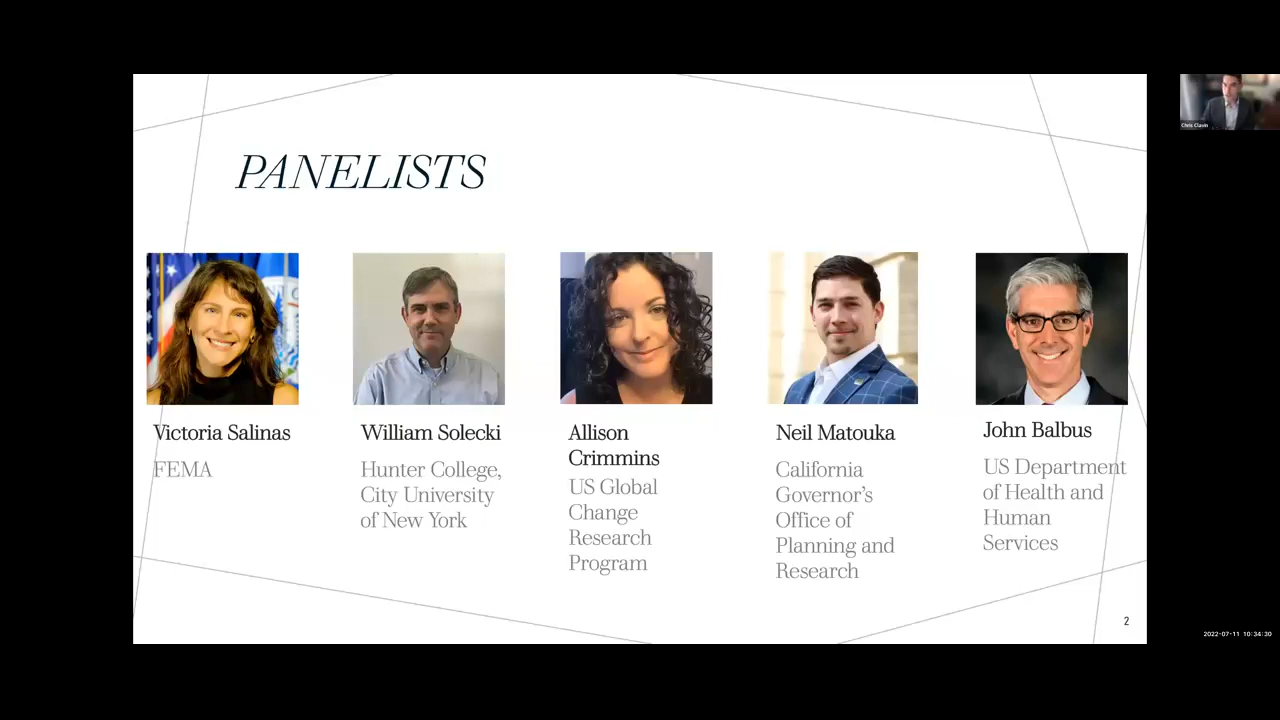 PANELISTS
Victoria Salinas
FEMA
William Solecki
Hunter College,
City University
of New York
Allison
Crimmins
US Global
Change
Research
Program
Neil Matouka
California
Governor's
Office of
Planning and
Research
John Balbus
US Department
of Health and
Human
Services
2
Chris Clavin
2022-07-11 10:34:30